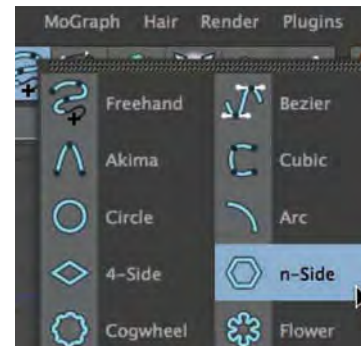 MoGraph Hair Render Plugins
Freehand Bezier
Akima Cubic
Circle Arc
4-Side n-Side
Cogwheel Flower